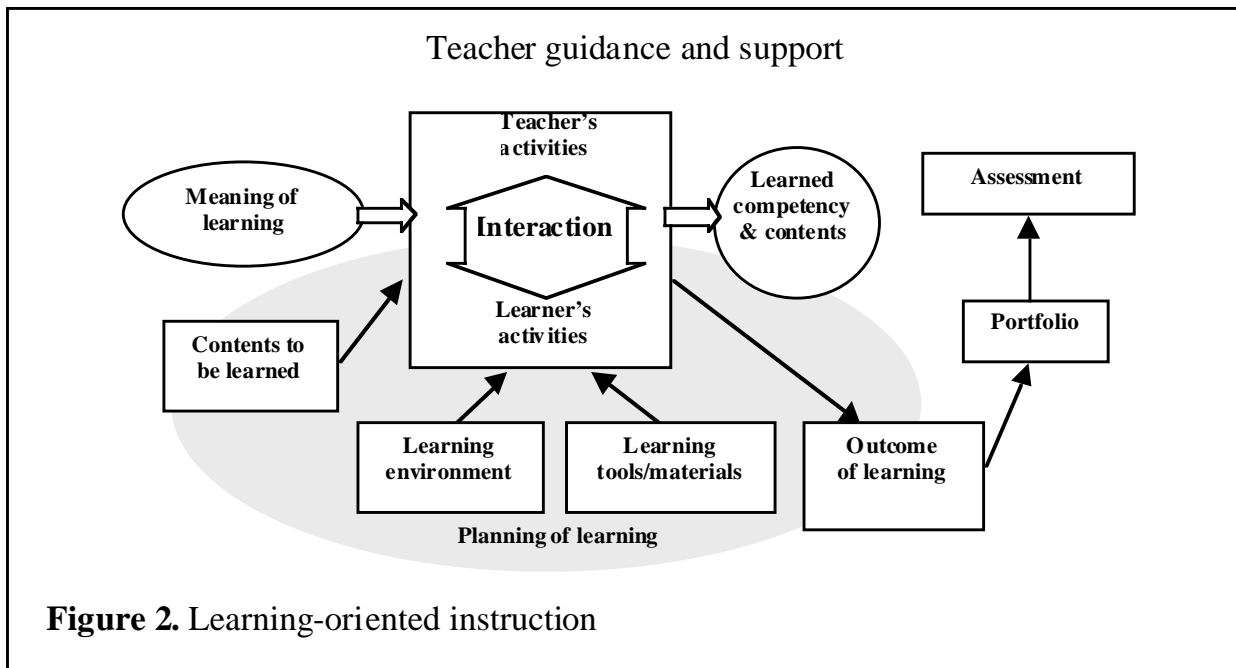 Teacher guidance and support
Teacher's
activities
Meaning of
learning
Interaction
Learned
competency
& contents
Assessment
Learner's
activities
Contents to
be learned
Portfolio
Learning
environment
Learning
tools/materials
Outcome
of learning
Planning of learning
Figure 2. Learning-oriented instruction